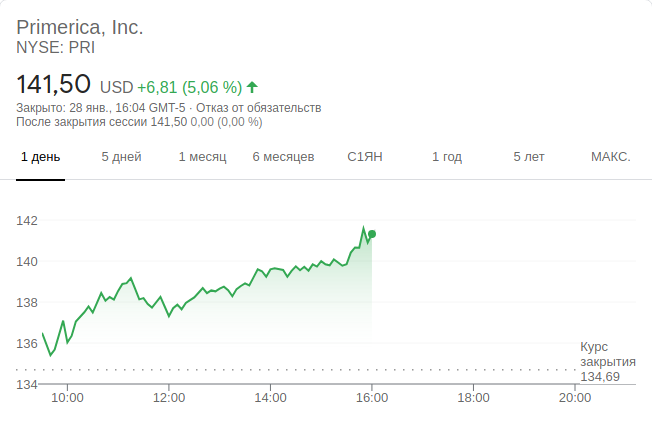 Primerica, Inc.
NYSE: PRI
141,50 USD +6,81 (5,06 %)
Закрыто: 28 янв., 16:04 GMT-5 · Отказ от обязательств
После закрытия сессии 141,50 0,00 (0,00 %)
1 день 5 дней 1 месяц 6 месяцев С1ЯН 1 год 5 лет МАКС.
142
140
138
136
Курс
закрытия
134,69
134
10:00 12:00 14:00 16:00 18:00 20:00